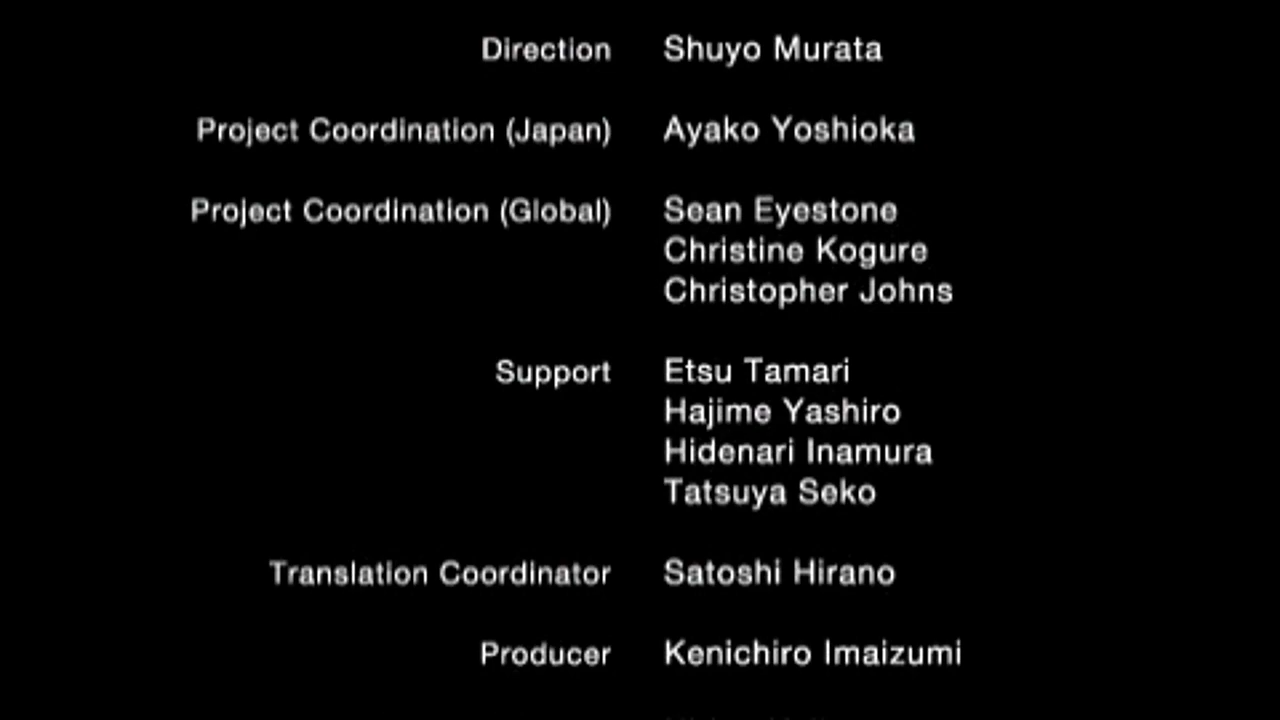 Direction Shuyo Murata
Project Coordination (Japan) Ayako Yoshioka
Project Coordination (Global) Sean Eyestone
Christine Kogure
Christopher Johns
Support Etsu Tamari
Hajime Yashiro
Hidenari Inamura
Tatsuya Seko
Translation Coordinator Satoshi Hirano
Producer Kenichiro Imaizumi